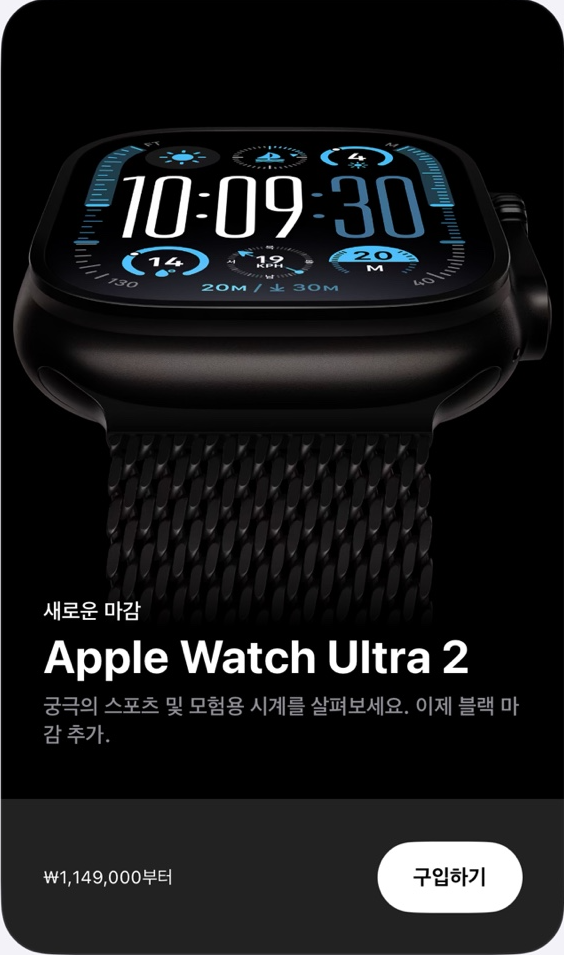 FT
M
4
10:09:30
14
19
KPH
20
M
130
20M / 30M
40
새로운 마감
Apple Watch Ultra 2
궁극의 스포츠 및 모험용 시계를 살펴보세요. 이제 블랙 마
감 추가.
₩1,149,000부터
구입하기